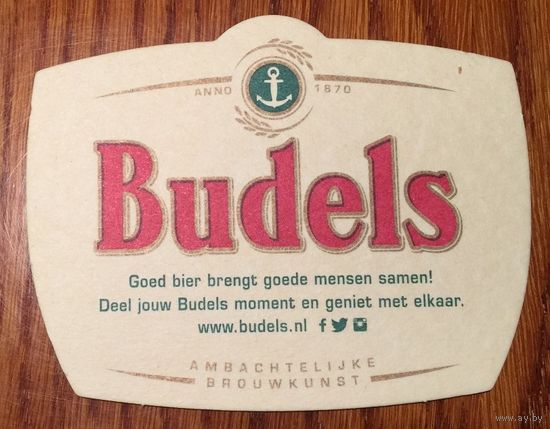 ANNO 1870
Budels
Goed bier brengt goede mensen samen!
Deel jouw Budels moment en geniet met elkaar.
www.budels.nl
AMBACHTELIJKE
BROUWKUNST
www.ay.by